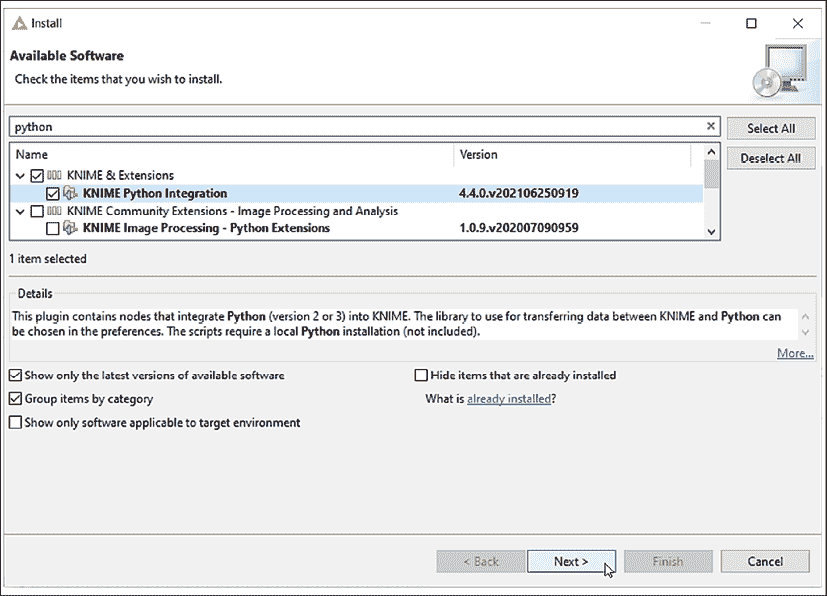 Install
Available Software
Check the items that you wish to install.
python
Select All
Deselect All
Name Version
KNIME & Extensions
KNIME Python Integration 4.4.0.v202106250919
KNIME Community Extensions - Image Processing and Analysis
KNIME Image Processing - Python Extensions 1.0.9.v202007090959
1 item selected
Details
This plugin contains nodes that integrate Python (version 2 or 3) into KNIME. The library to use for transferring data between KNIME and Python can
be chosen in the preferences. The scripts require a local Python installation (not included).
More...
Show only the latest versions of available software
Hide items that are already installed
Group items by category
What is already installed?
Show only software applicable to target environment
< Back
Next >
Finish
Cancel